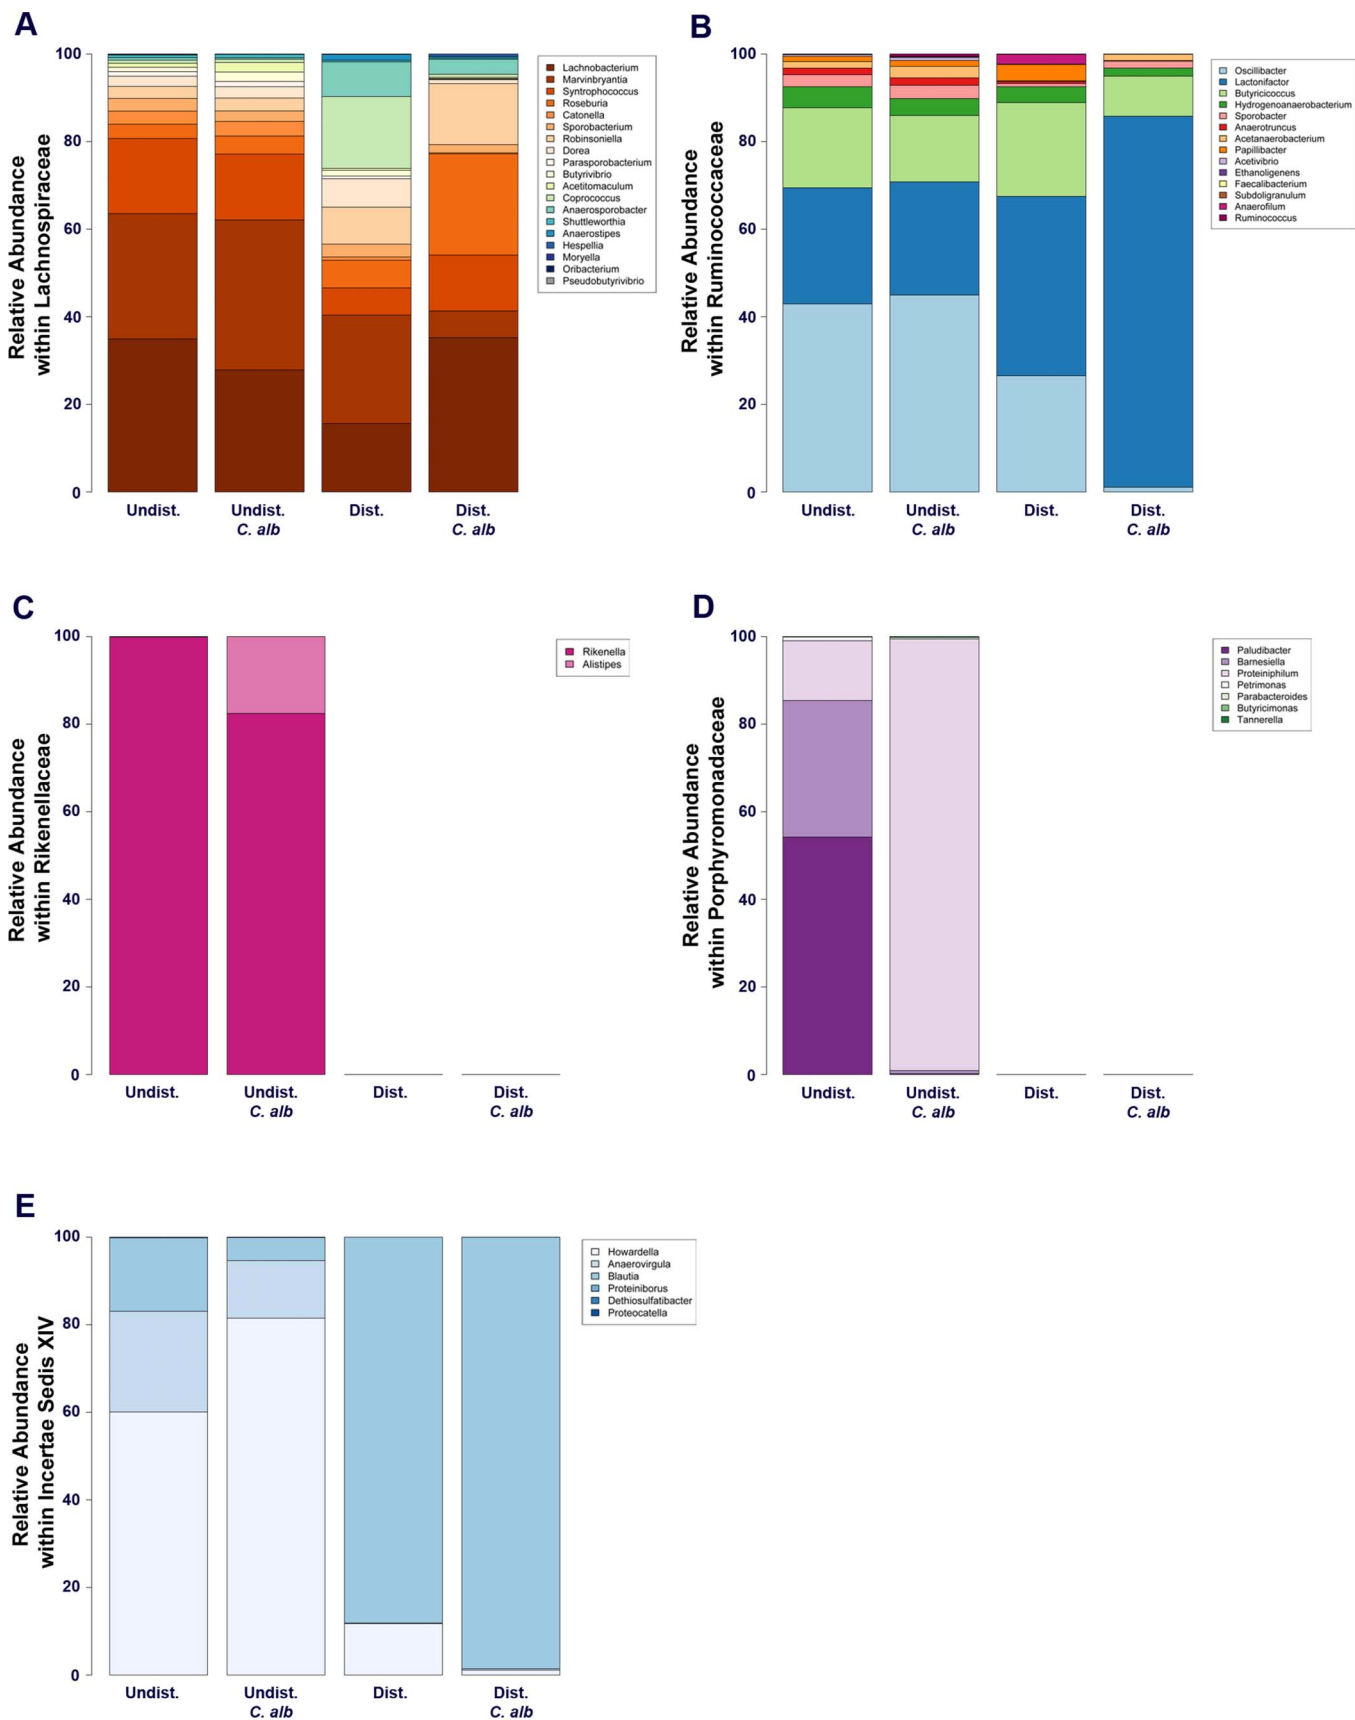 A
Relative Abundance
within Lachnospiraceae
100
80
60
40
20
0
Undist.
Undist.
C. alb
Dist.
Dist.
C. alb
Lachnobacterium
Marvinbryantia
Syntrophococcus
Roseburia
Catonella
Sporobacterium
Robinsoniella
Dorea
Parasporobacterium
Butyrivibrio
Acetitomaculum
Coprococcus
Anaerosporobacter
Shuttleworthia
Anaerostipes
Hespellia
Moryella
Oribacterium
Pseudobutyrivibrio
B
Relative Abundance
within Ruminococcaceae
100
80
60
40
20
0
Undist.
Undist.
C. alb
Dist.
Dist.
C. alb
Oscillibacter
Lactonifactor
Butyricicoccus
Hydrogenoanaerobacterium
Sporobacter
Anaerotruncus
Acetanaerobacterium
Papillibacter
Acetivibrio
Ethanoligenens
Faecalibacterium
Subdoligranulum
Anaerofilum
Ruminococcus
C
Relative Abundance
within Rikenellaceae
100
80
60
40
20
0
Undist.
Undist.
C. alb
Dist.
Dist.
C. alb
Rikenella
Alistipes
D
Relative Abundance
within Porphyromonadaceae
100
80
60
40
20
0
Undist.
Undist.
C. alb
Dist.
Dist.
C. alb
Paludibacter
Barnesiella
Proteiniphilum
Petrimonas
Parabacteroides
Butyricimonas
Tannerella
E
Relative Abundance
within Incertae Sedis XIV
100
80
60
40
20
0
Undist.
Undist.
C. alb
Dist.
Dist.
C. alb
Howardella
Anaerovirgula
Blautia
Proteiniborus
Dethiosulfatibacter
Proteocatella